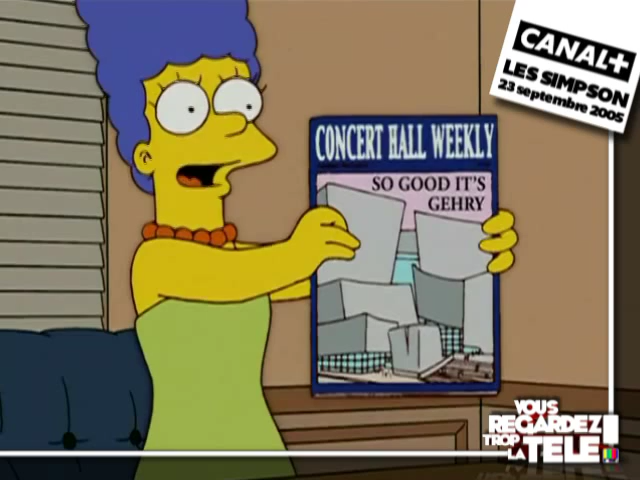 CANAL+
LES SIMPSON
23 septembre 2005
CONCERT HALL WEEKLY
SO GOOD IT'S
GEHRY
VOUS
REGARDEZ
TROP
LA TELE!